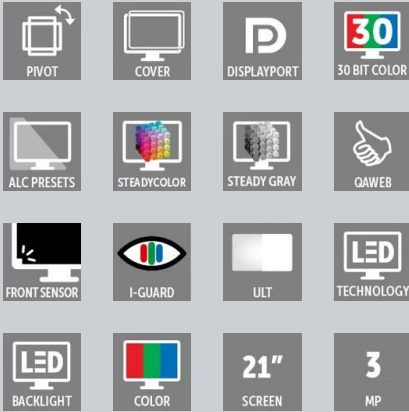 PIVOT
COVER
DISPLAYPORT
30
30 BIT COLOR
ALC PRESETS
STEADYCOLOR
STEADY GRAY
QAWEB
FRONT SENSOR
I-GUARD
ULT
LED
TECHNOLOGY
LED
BACKLIGHT
COLOR
21"
SCREEN
3
MP